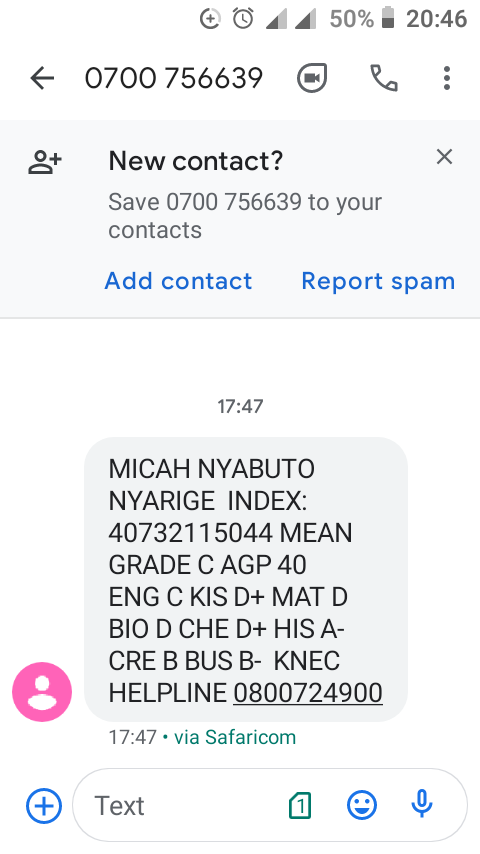 50% 20:46
0700 756639
New contact?
Save 0700 756639 to your
contacts
Add contact Report spam
17:47
MICAH NYABUTO
NYARIGE INDEX:
40732115044 MEAN
GRADE C AGP 40
ENG C KIS D+ MAT D
BIO D CHE D+ HIS A-
CRE B BUS B- KNEC
HELPLINE 0800724900
17:47 • via Safaricom
Text 1